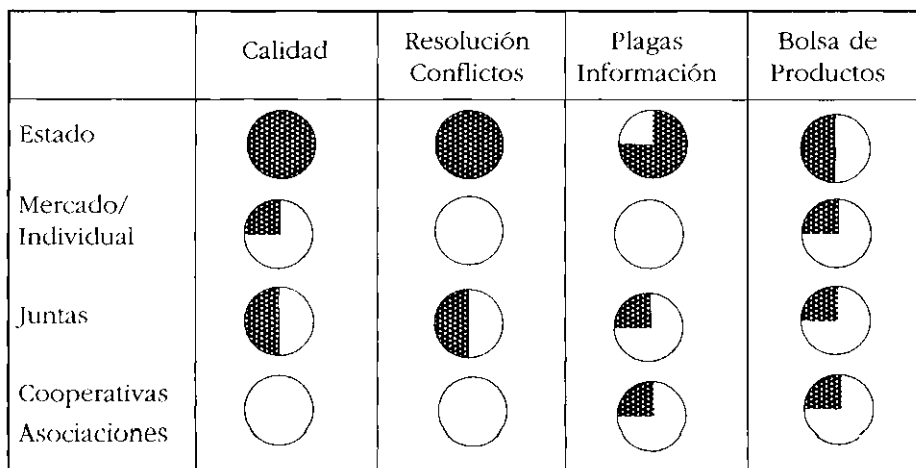 Calidad
Resolución
Conflictos
Plagas
Información
Bolsa de
Productos
Estado
Mercado/
Individual
Juntas
Cooperativas
Asociaciones